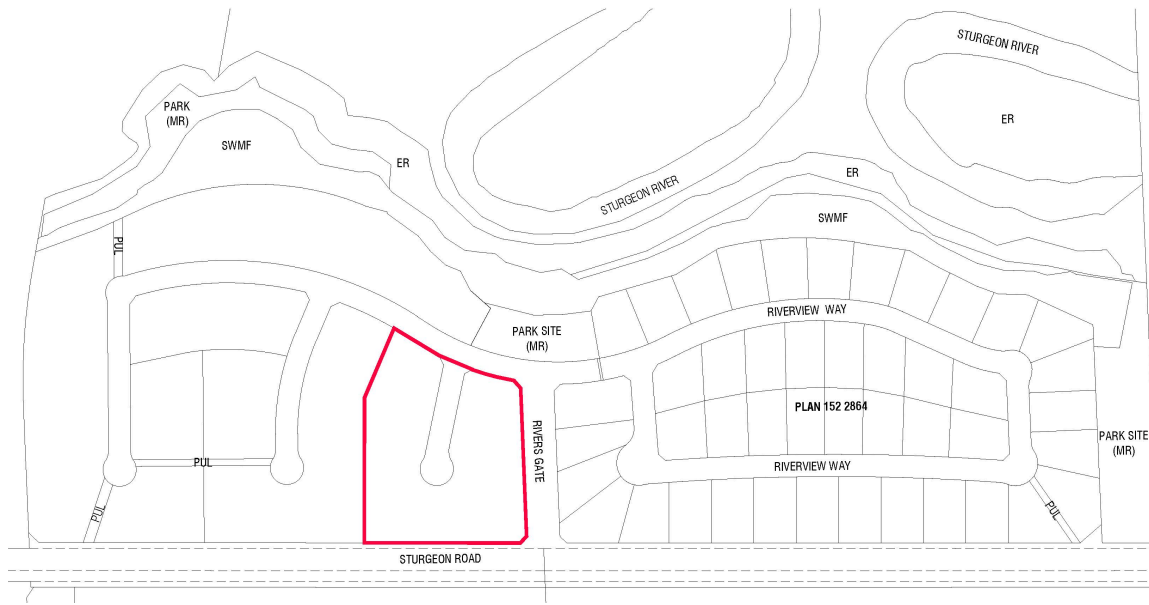 STURGEON RIVER
PARK
(MR)
SWMF
ER
ER
ER
STURGEON RIVER
SWMF
PUL
RIVERVIEW WAY
PARK SITE
(MR)
PLAN 152 2864
RIVERS GATE
PARK SITE
(MR)
PUL
RIVERVIEW WAY
PUL
PUL
STURGEON ROAD